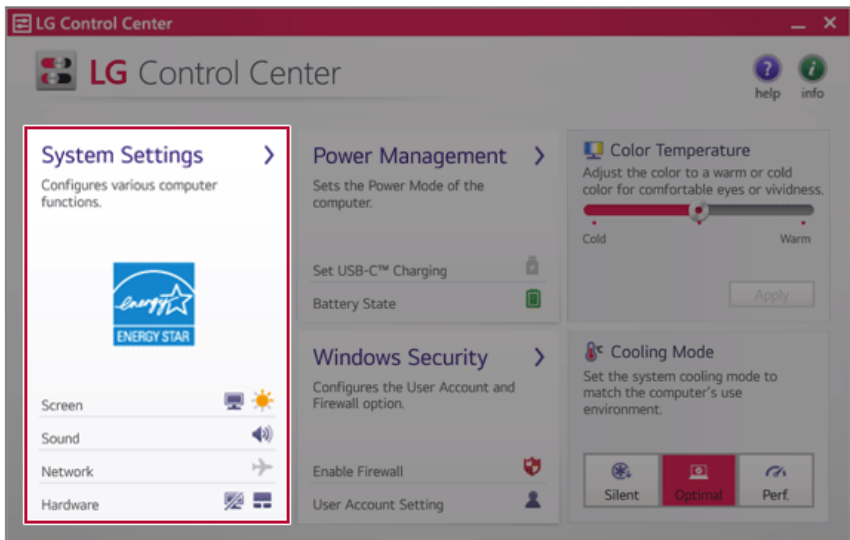 LG Control Center
LG Control Center
help
info
System Settings
Configures various computer
functions.
energy
ENERGY STAR
Screen
Sound
Network
Hardware
Power Management
Sets the Power Mode of the
computer.
Set USB-C™ Charging
Battery State
Windows Security
Configures the User Account and
Firewall option.
Enable Firewall
User Account Setting
Color Temperature
Adjust the color to a warm or cold
color for comfortable eyes or vividness.
Cold
Warm
Apply
°C Cooling Mode
Set the system cooling mode to
match the computer's use
environment.
Silent
Optimal
Perf.